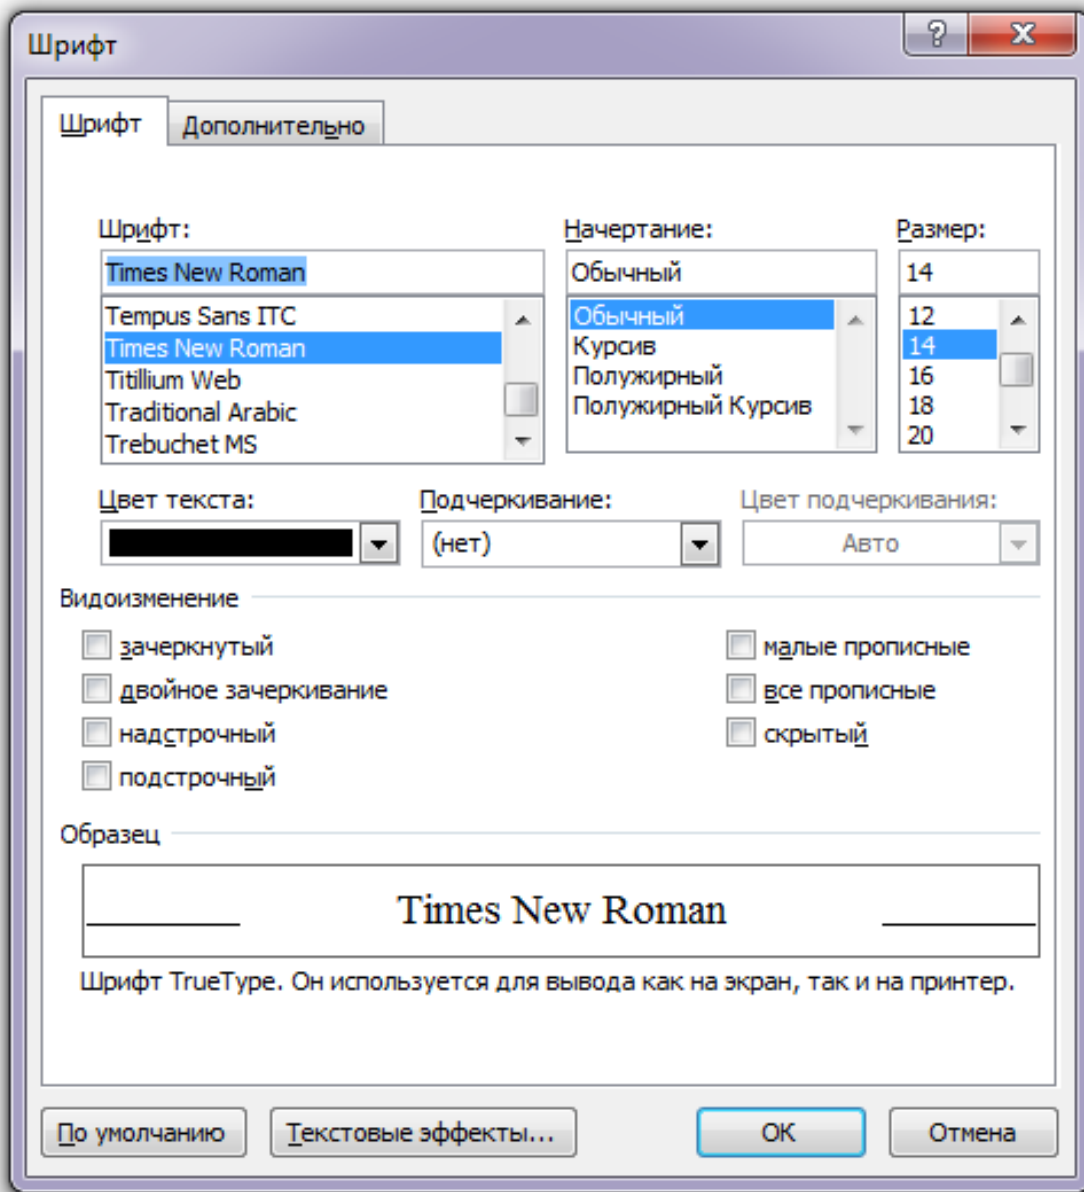 Шрифт
Шрифт Дополнительно
Шрифт: Начертание: Размер:
Times New Roman Обычный 14
Tempus Sans ITC Обычный 12
Times New Roman Курсив 14
Titillium Web Полужирный 16
Traditional Arabic Полужирный Курсив 18
Trebuchet MS 20
Цвет текста: Подчеркивание: Цвет подчеркивания:
(нет) Авто
Видоизменение
зачеркнутый малые прописные
двойное зачеркивание все прописные
надстрочный скрытый
подстрочный
Образец
Times New Roman
Шрифт TrueType. Он используется для вывода как на экран, так и на принтер.
По умолчанию Текстовые эффекты... ОК Отмена